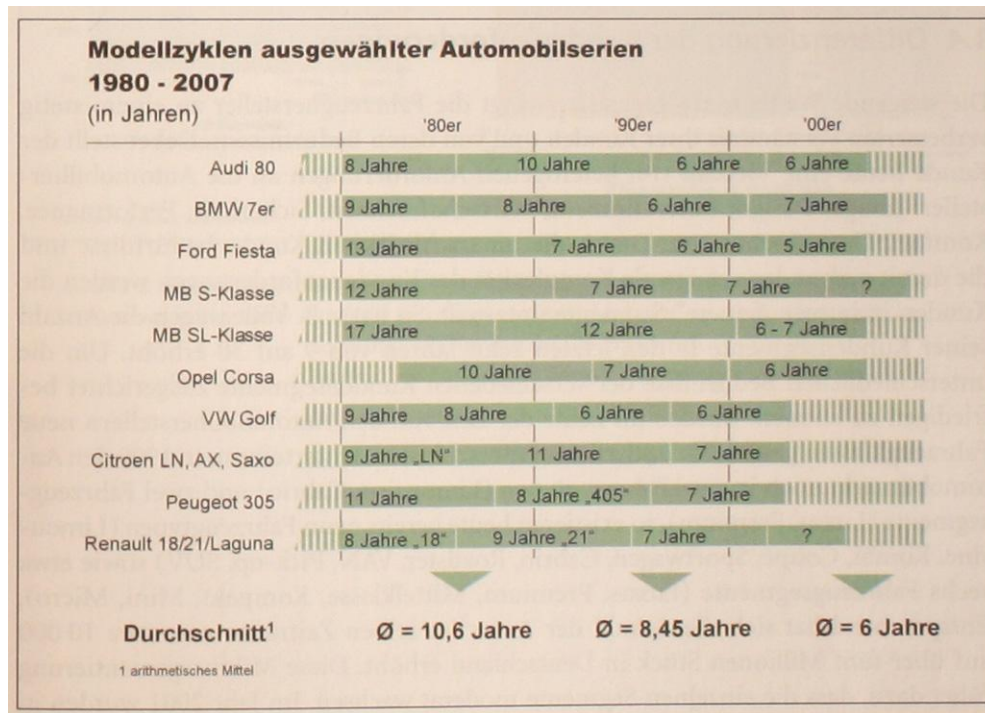 Modellzyklen ausgewählter Automobilserien
1980 - 2007
(in Jahren)
'80er '90er '00er
Audi 80 8 Jahre 10 Jahre 6 Jahre 6 Jahre
BMW 7er 9 Jahre 8 Jahre 6 Jahre 7 Jahre
Ford Fiesta 13 Jahre 7 Jahre 6 Jahre 5 Jahre
MB S-Klasse 12 Jahre 7 Jahre 7 Jahre ?
MB SL-Klasse 17 Jahre 12 Jahre 6 - 7 Jahre
Opel Corsa 10 Jahre 7 Jahre 6 Jahre
VW Golf 9 Jahre 8 Jahre 6 Jahre 6 Jahre
Citroen LN, AX, Saxo 9 Jahre „LN“ 11 Jahre 7 Jahre
Peugeot 305 11 Jahre 8 Jahre „405“ 7 Jahre
Renault 18/21/Laguna 8 Jahre „18“ 9 Jahre „21“ 7 Jahre ?
Durchschnitt¹ Ø = 10,6 Jahre Ø = 8,45 Jahre Ø = 6 Jahre
1 arithmetisches Mittel